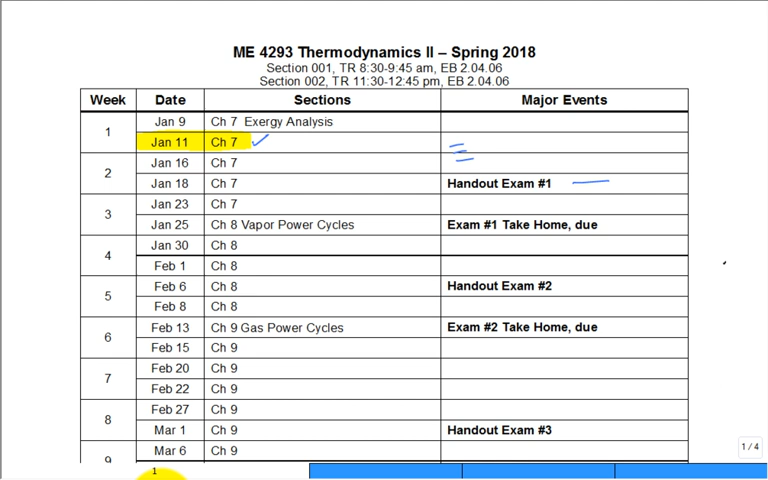 ME 4293 Thermodynamics II – Spring 2018
Section 001, TR 8:30-9:45 am, EB 2.04.06
Section 002, TR 11:30-12:45 pm, EB 2.04.06
Week Date Sections Major Events
1 Jan 9 Ch 7 Exergy Analysis
Jan 11 Ch 7
2 Jan 16 Ch 7
Jan 18 Ch 7 Handout Exam #1
3 Jan 23 Ch 7
Jan 25 Ch 8 Vapor Power Cycles Exam #1 Take Home, due
4 Jan 30 Ch 8
Feb 1 Ch 8
5 Feb 6 Ch 8 Handout Exam #2
Feb 8 Ch 8
6 Feb 13 Ch 9 Gas Power Cycles Exam #2 Take Home, due
Feb 15 Ch 9
7 Feb 20 Ch 9
Feb 22 Ch 9
8 Feb 27 Ch 9
Mar 1 Ch 9 Handout Exam #3
9 Mar 6 Ch 9
1 / 4
1